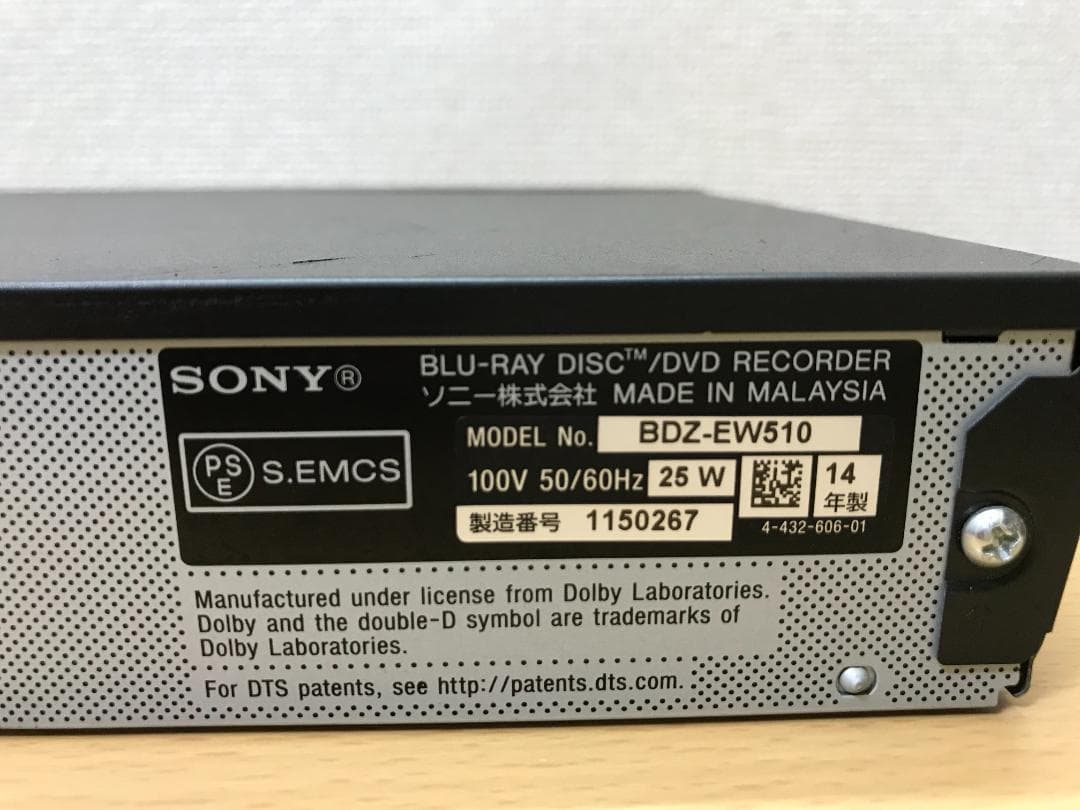 SONY®
BLU-RAY DISC™/DVD RECORDER
ソニー株式会社 MADE IN MALAYSIA
PSE S.EMCS
MODEL No. BDZ-EW510
100V 50/60Hz 25 W
14年製
製造番号 1150267
4-432-606-01
Manufactured under license from Dolby Laboratories.
Dolby and the double-D symbol are trademarks of
Dolby Laboratories.
For DTS patents, see http://patents.dts.com.